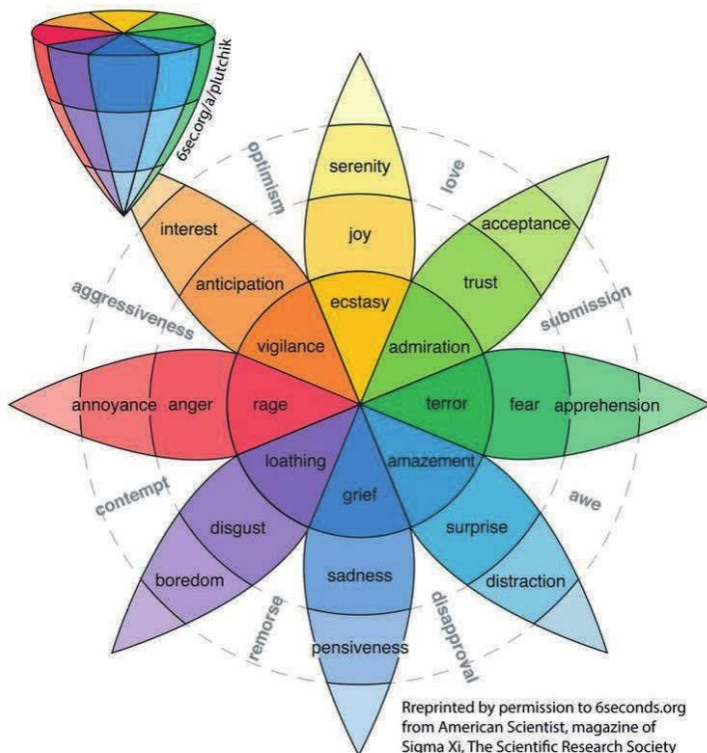 6sec.org/a/plutchik
optimism
serenity
love
interest
joy
acceptance
anticipation
trust
aggressiveness
ecstasy
submission
vigilance
admiration
annoyance
anger
rage
terror
fear
apprehension
loathing
amazement
contempt
grief
awe
disgust
surprise
boredom
sadness
distraction
remorse
pensiveness
disapproval
Rreprinted by permission to 6seconds.org
from American Scientist, magazine of
Sigma Xi, The Scientific Research Society